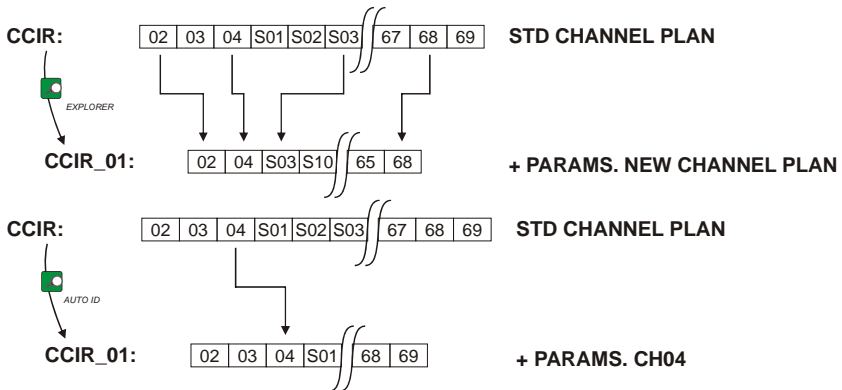 CCIR: 02 03 04 S01 S02 S03 67 68 69 STD CHANNEL PLAN
EXPLORER
CCIR_01: 02 04 S03 S10 65 68 + PARAMS. NEW CHANNEL PLAN
CCIR: 02 03 04 S01 S02 S03 67 68 69 STD CHANNEL PLAN
AUTO ID
CCIR_01: 02 03 04 S01 68 69 + PARAMS. CH04